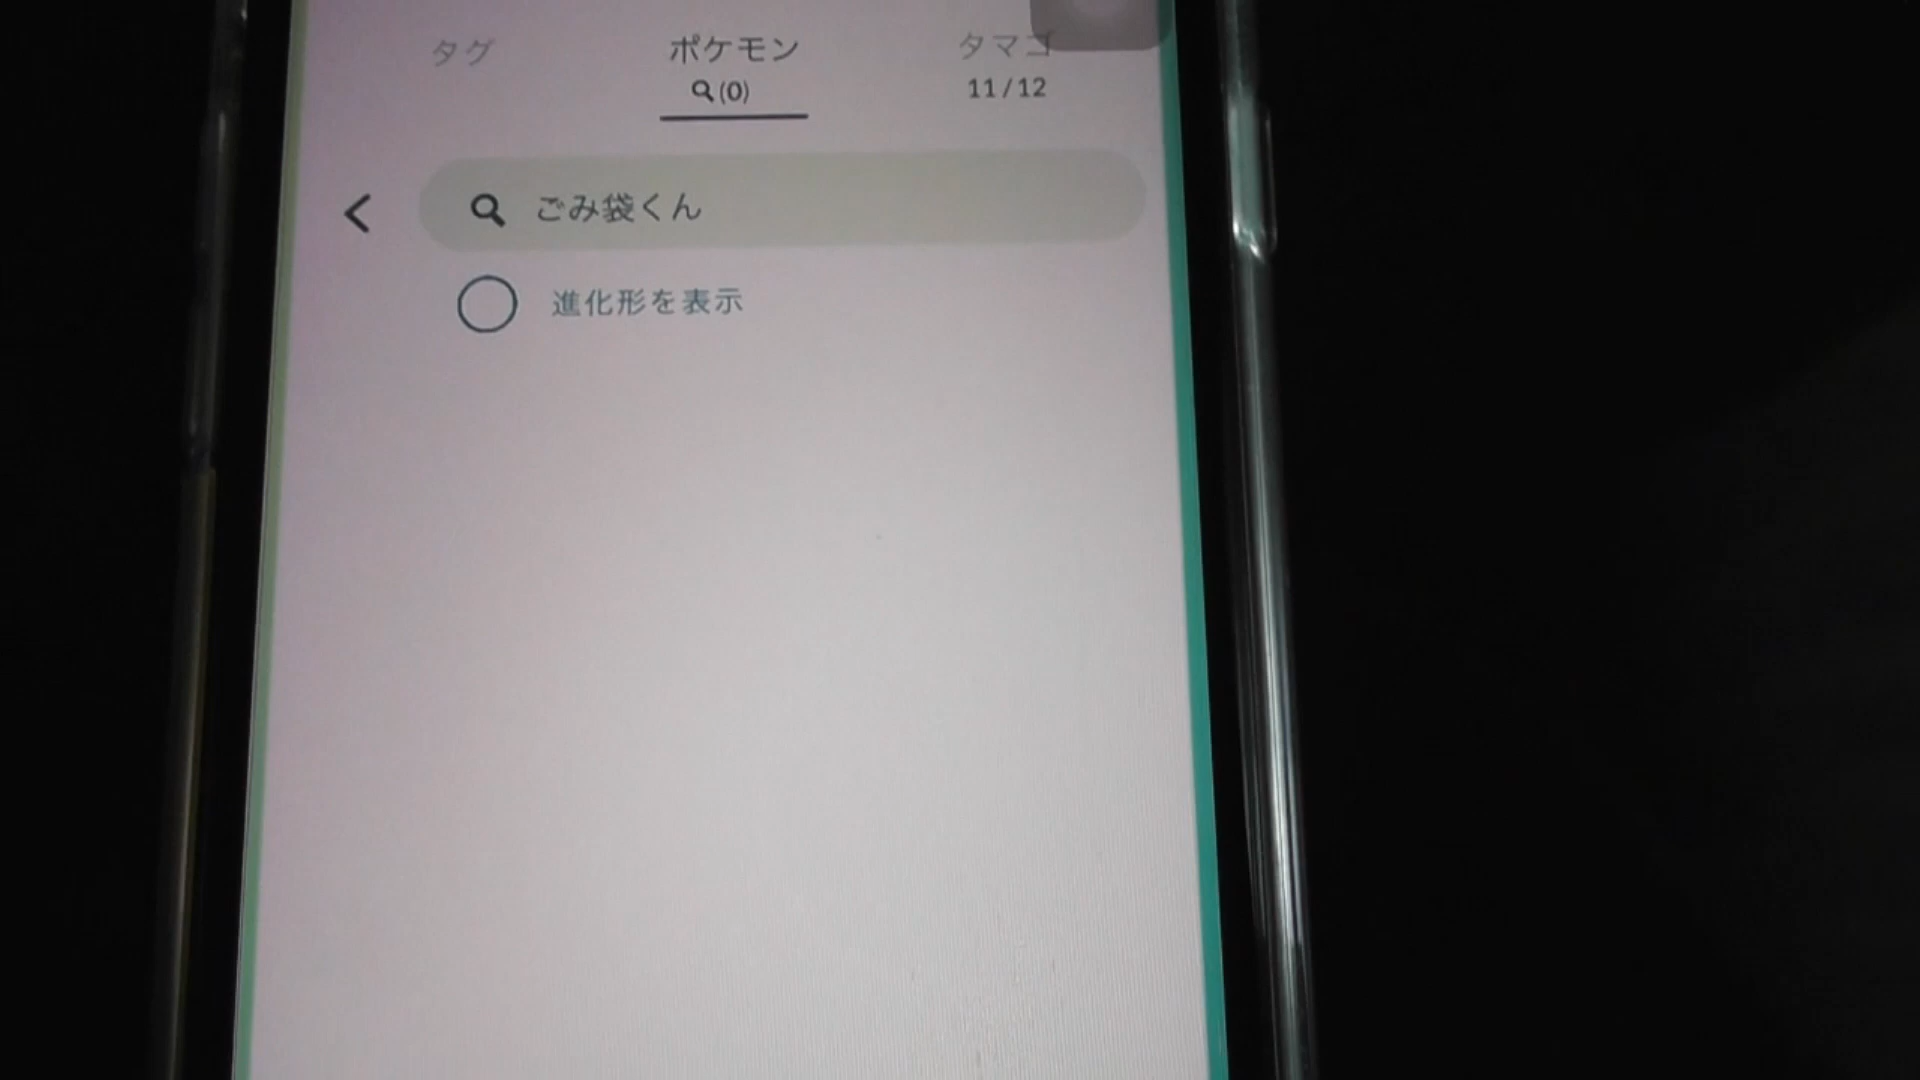 タグ
ポケモン
(0)
タマゴ
11/12
ごみ袋くん
進化形を表示